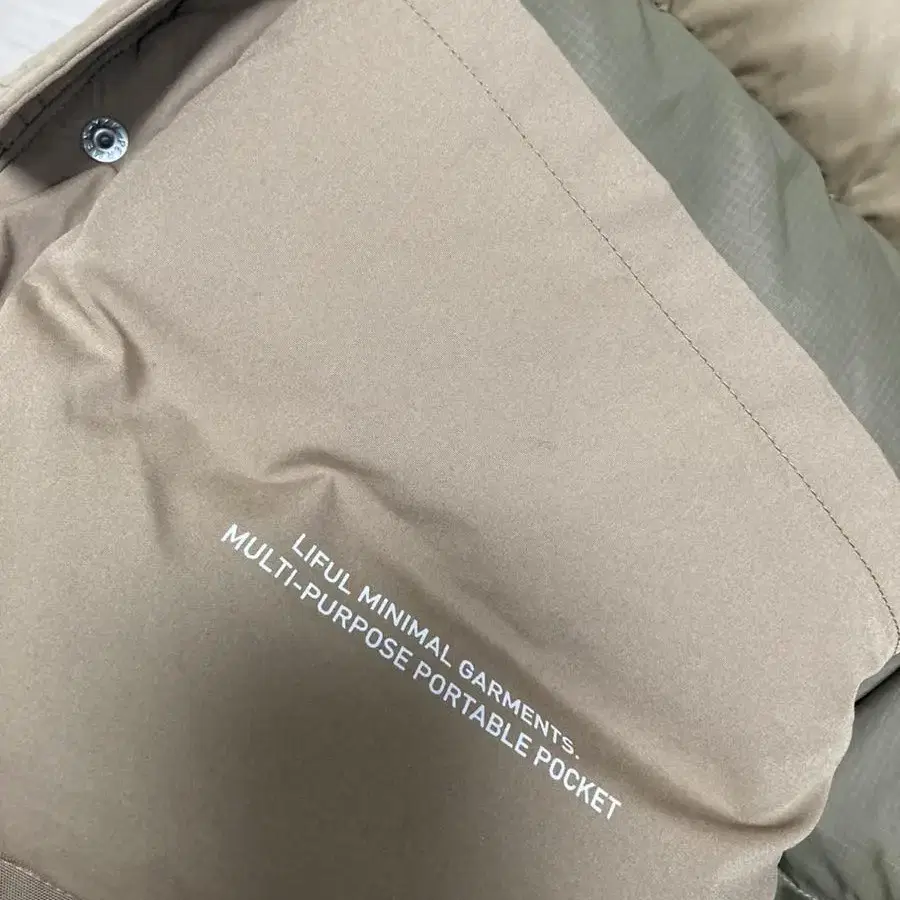 LIFUL MINIMAL GARMENTS.
MULTI-PURPOSE PORTABLE POCKET